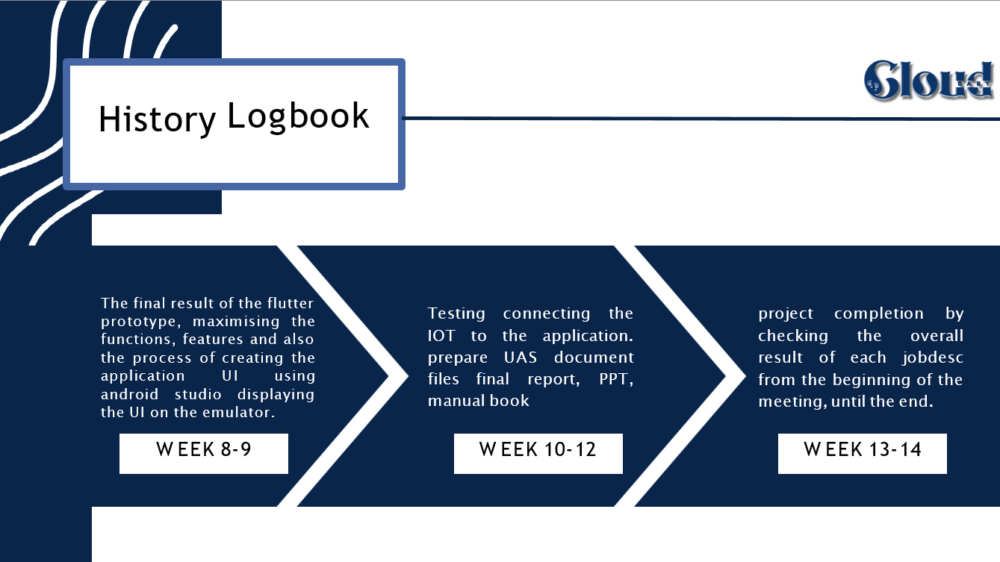 History Logbook
Cloud
BABY
The final result of the flutter
prototype, maximising the
functions, features and also
the process of creating the
application UI using
android studio displaying
the UI on the emulator.
WEEK 8-9
Testing connecting the
IOT to the application.
prepare UAS document
files final report, PPT,
manual book
WEEK 10-12
project completion by
checking the overall
result of each jobdesc
from the beginning of the
meeting, until the end.
WEEK 13-14